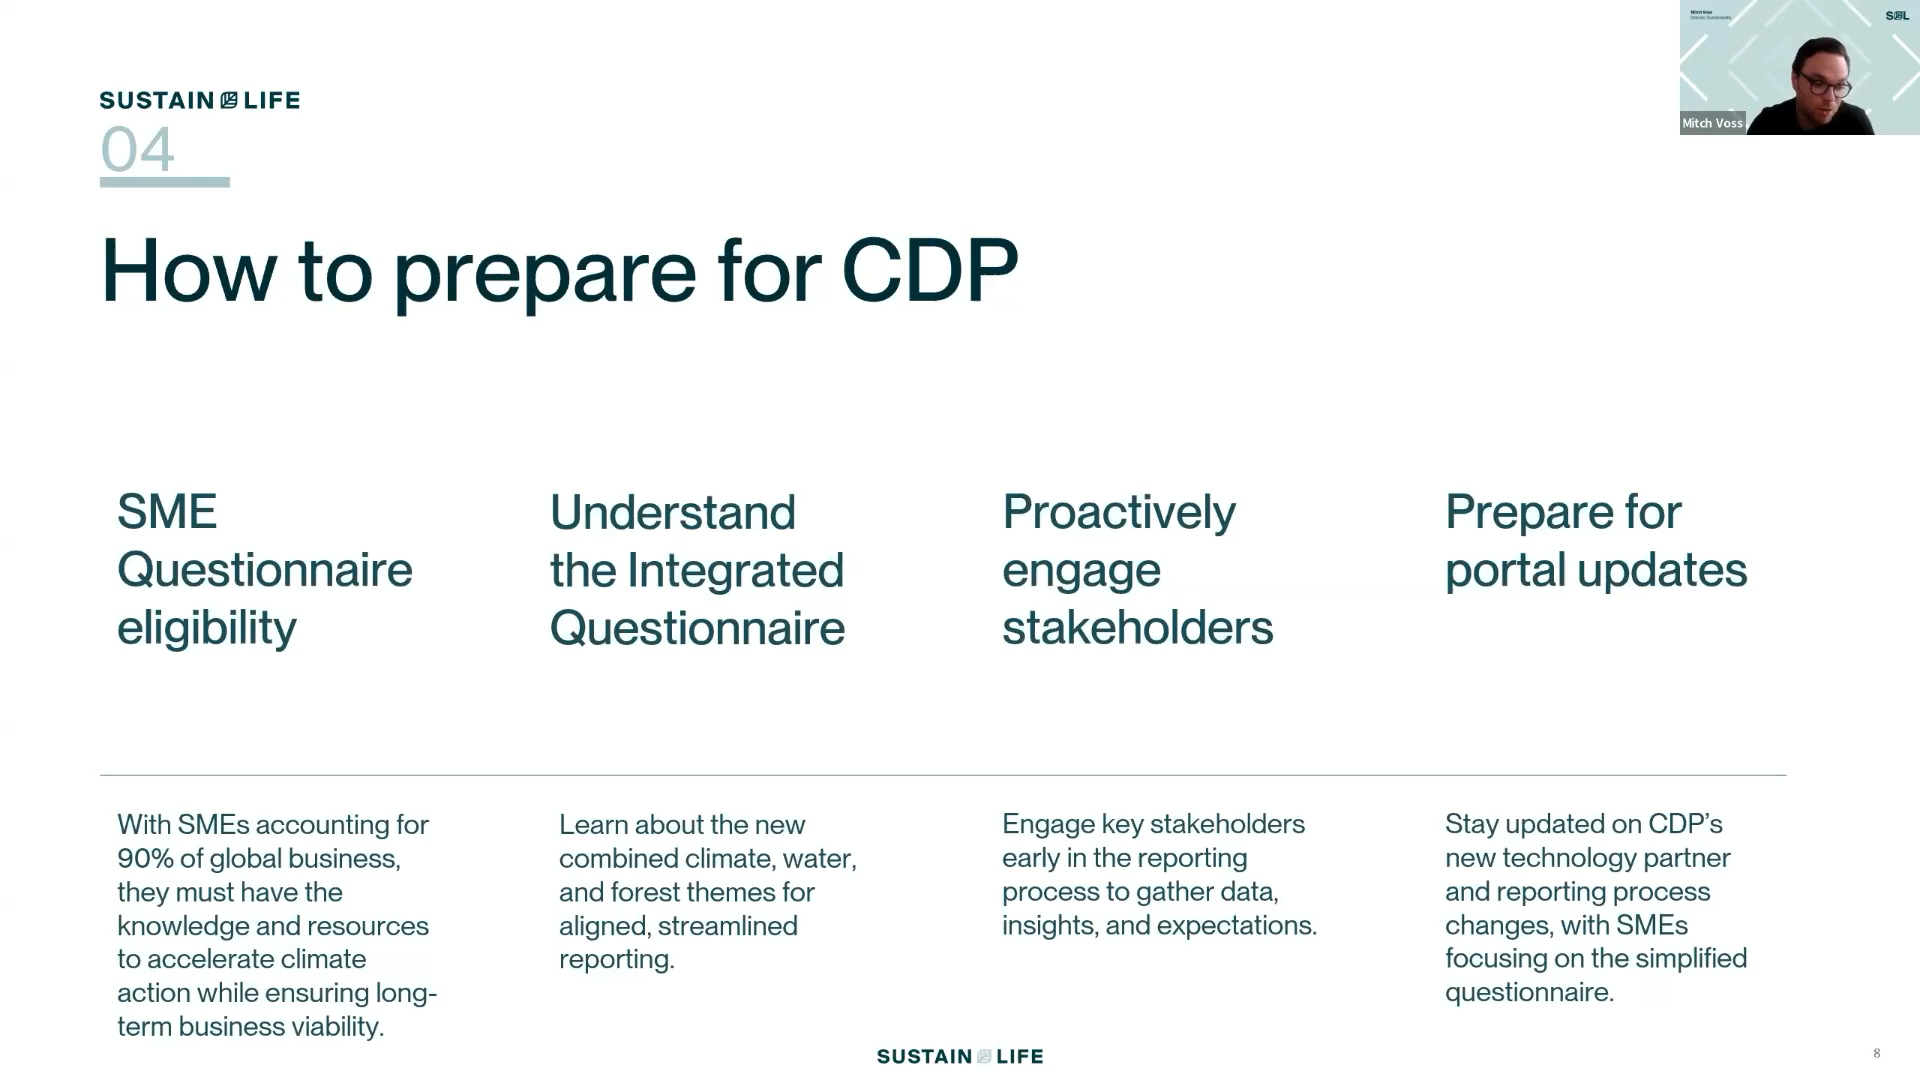 SUSTAIN LIFE
04
How to prepare for CDP
SME
Questionnaire
eligibility
Understand
the Integrated
Questionnaire
Proactively
engage
stakeholders
Prepare for
portal updates
With SMEs accounting for
90% of global business,
they must have the
knowledge and resources
to accelerate climate
action while ensuring long-
term business viability.
Learn about the new
combined climate, water,
and forest themes for
aligned, streamlined
reporting.
Engage key stakeholders
early in the reporting
process to gather data,
insights, and expectations.
Stay updated on CDP’s
new technology partner
and reporting process
changes, with SMEs
focusing on the simplified
questionnaire.
SUSTAIN LIFE
8
Mitch Voss
Director, Sustainability
S L
Mitch Voss